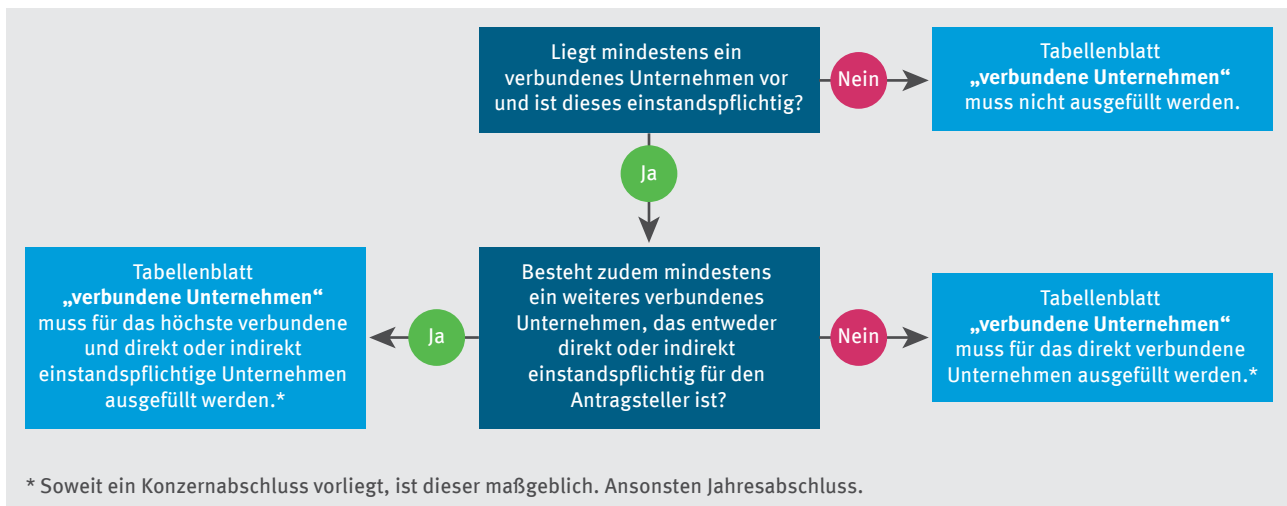 Liegt mindestens ein
verbundenes Unternehmen vor
und ist dieses einstandspflichtig?
Nein
Tabellenblatt
„verbundene Unternehmen“
muss nicht ausgefüllt werden.
Ja
Tabellenblatt
„verbundene Unternehmen“
muss für das höchste verbundene
und direkt oder indirekt
einstandspflichtige Unternehmen
ausgefüllt werden.*
Ja
Besteht zudem mindestens
ein weiteres verbundenes
Unternehmen, das entweder
direkt oder indirekt
einstandspflichtig für den
Antragsteller ist?
Nein
Tabellenblatt
„verbundene Unternehmen“
muss für das direkt verbundene
Unternehmen ausgefüllt werden.*
* Soweit ein Konzernabschluss vorliegt, ist dieser maßgeblich. Ansonsten Jahresabschluss.